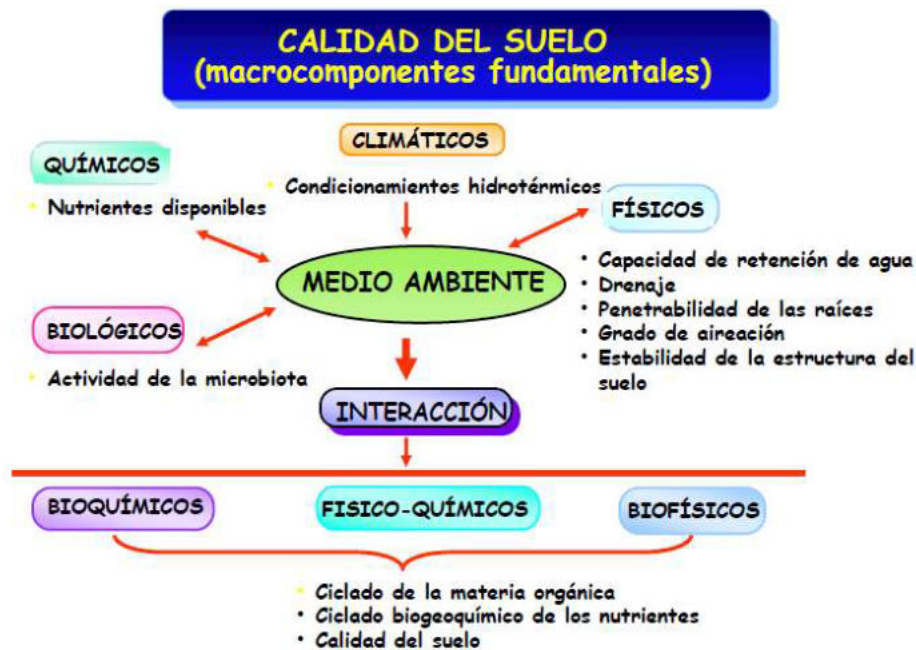 CALIDAD DEL SUELO
(macrocomponentes fundamentales)
CLIMÁTICOS
• Condicionamientos hidrotérmicos
QUÍMICOS
• Nutrientes disponibles
FÍSICOS
• Capacidad de retención de agua
• Drenaje
• Penetrabilidad de las raíces
• Grado de aireación
• Estabilidad de la estructura del
suelo
MEDIO AMBIENTE
BIOLÓGICOS
• Actividad de la microbiota
INTERACCIÓN
BIOQUÍMICOS
FISICO-QUÍMICOS
BIOFÍSICOS
• Ciclado de la materia orgánica
• Ciclado biogeoquímico de los nutrientes
• Calidad del suelo